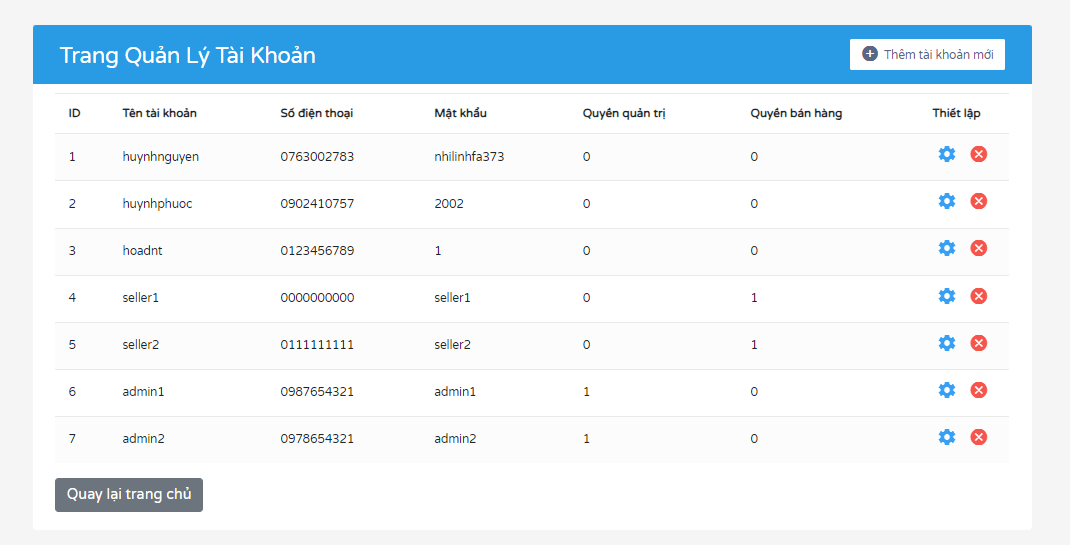 Trang Quản Lý Tài Khoản
Thêm tài khoản mới
ID Tên tài khoản Số điện thoại Mật khẩu Quyền quản trị Quyền bán hàng Thiết lập
1 huynhnguyen 0763002783 nhilinhfa373 0 0
2 huynhphuoc 0902410757 2002 0 0
3 hoadnt 0123456789 1 0 0
4 seller1 0000000000 seller1 0 1
5 seller2 0111111111 seller2 0 1
6 admin1 0987654321 admin1 1 0
7 admin2 0978654321 admin2 1 0
Quay lại trang chủ